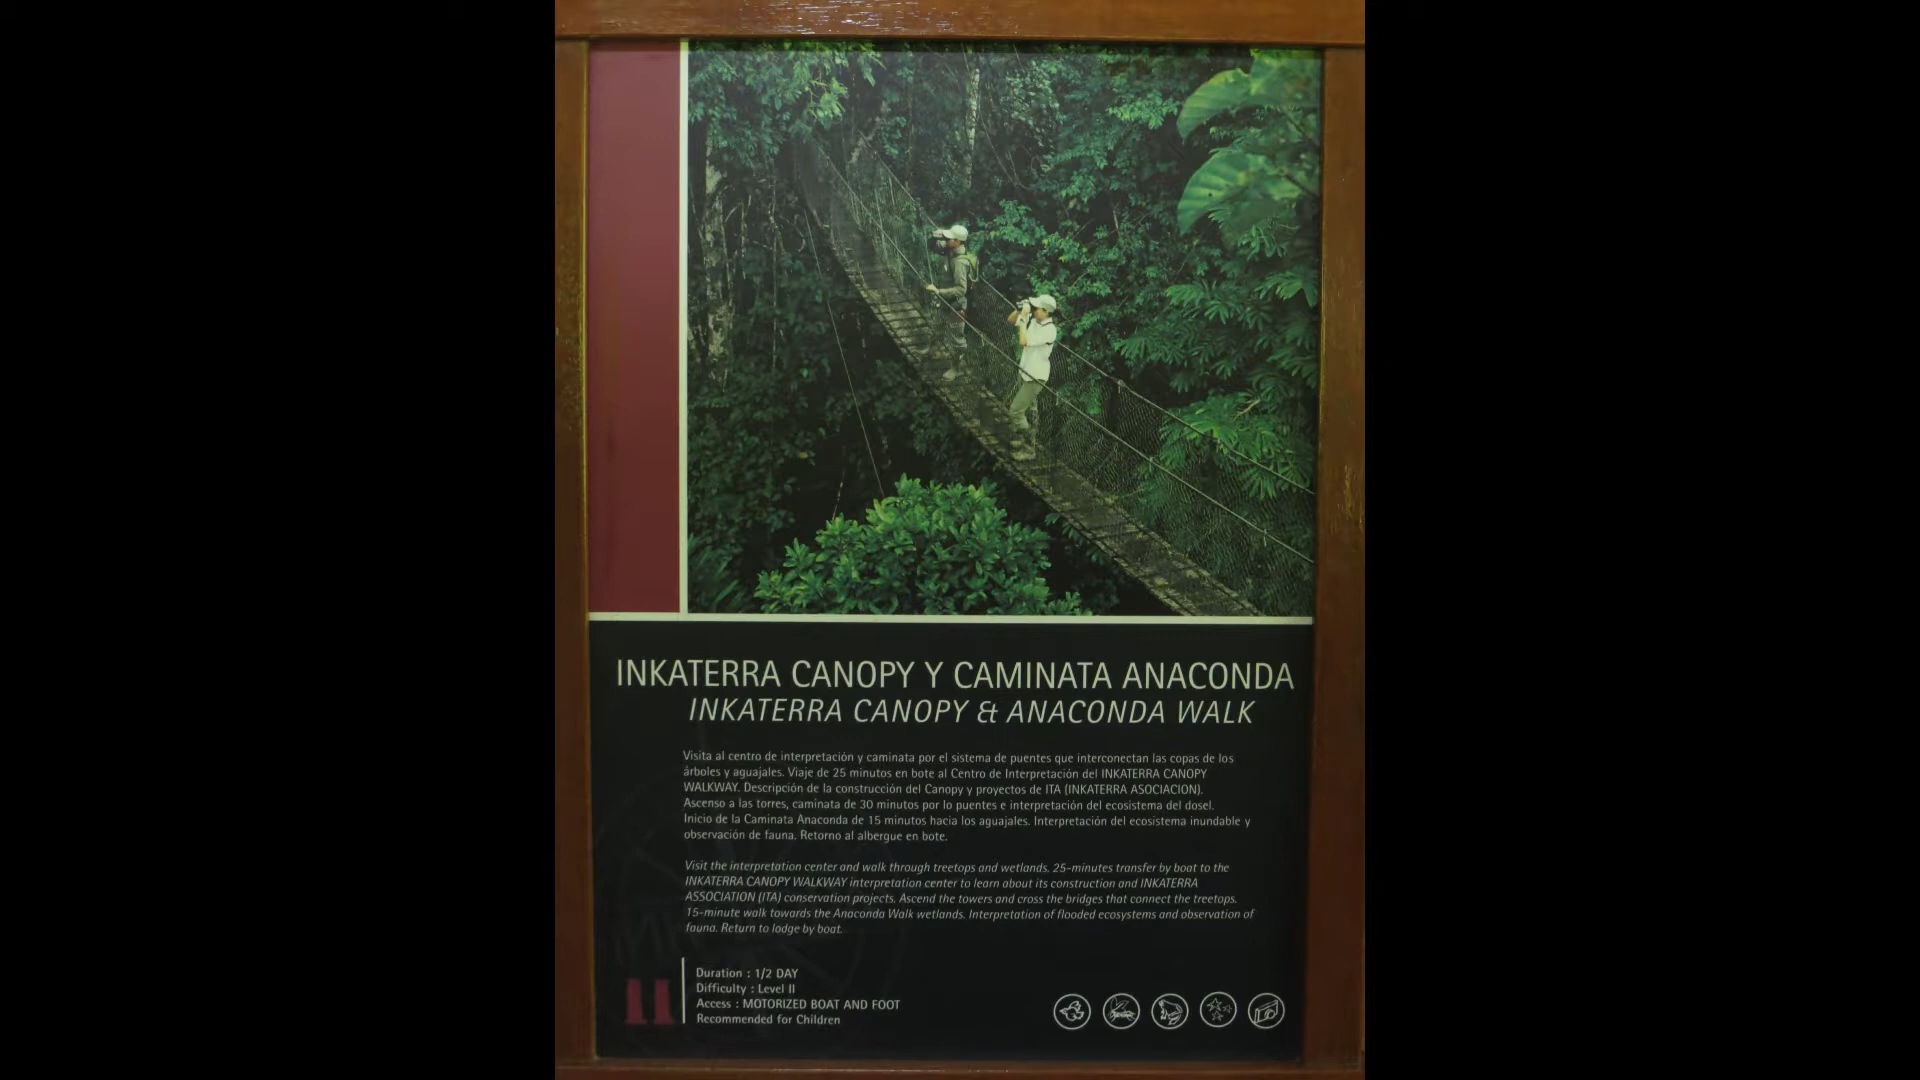 INKATERRA CANOPY Y CAMINATA ANACONDA
INKATERRA CANOPY & ANACONDA WALK
Visita al centro de interpretación y caminata por el sistema de puentes que interconectan las copas de los
árboles y aguajales. Viaje de 25 minutos en bote al Centro de Interpretación del INKATERRA CANOPY
WALKWAY. Descripción de la construcción del Canopy y proyectos de ITA (INKATERRA ASOCIACION).
Ascenso a las torres, caminata de 30 minutos por lo puentes e interpretación del ecosistema del dosel.
Inicio de la Caminata Anaconda de 15 minutos hacia los aguajales. Interpretación del ecosistema inundable y
observación de fauna. Retorno al albergue en bote.
Visit the interpretation center and walk through treetops and wetlands. 25-minutes transfer by boat to the
INKATERRA CANOPY WALKWAY interpretation center to learn about its construction and INKATERRA
ASSOCIATION (ITA) conservation projects. Ascend the towers and cross the bridges that connect the treetops.
15-minute walk towards the Anaconda Walk wetlands. Interpretation of flooded ecosystems and observation of
fauna. Return to lodge by boat.
II
Duration : 1/2 DAY
Difficulty : Level II
Access : MOTORIZED BOAT AND FOOT
Recommended for Children